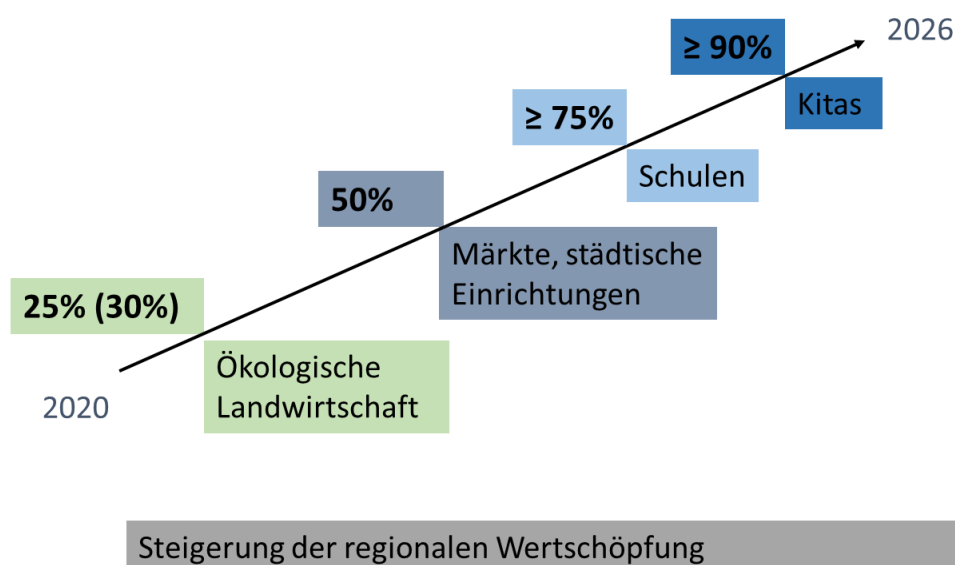 2026
≥ 90%
Kitas
≥ 75%
Schulen
50%
Märkte, städtische
Einrichtungen
25% (30%)
Ökologische
Landwirtschaft
2020
Steigerung der regionalen Wertschöpfung